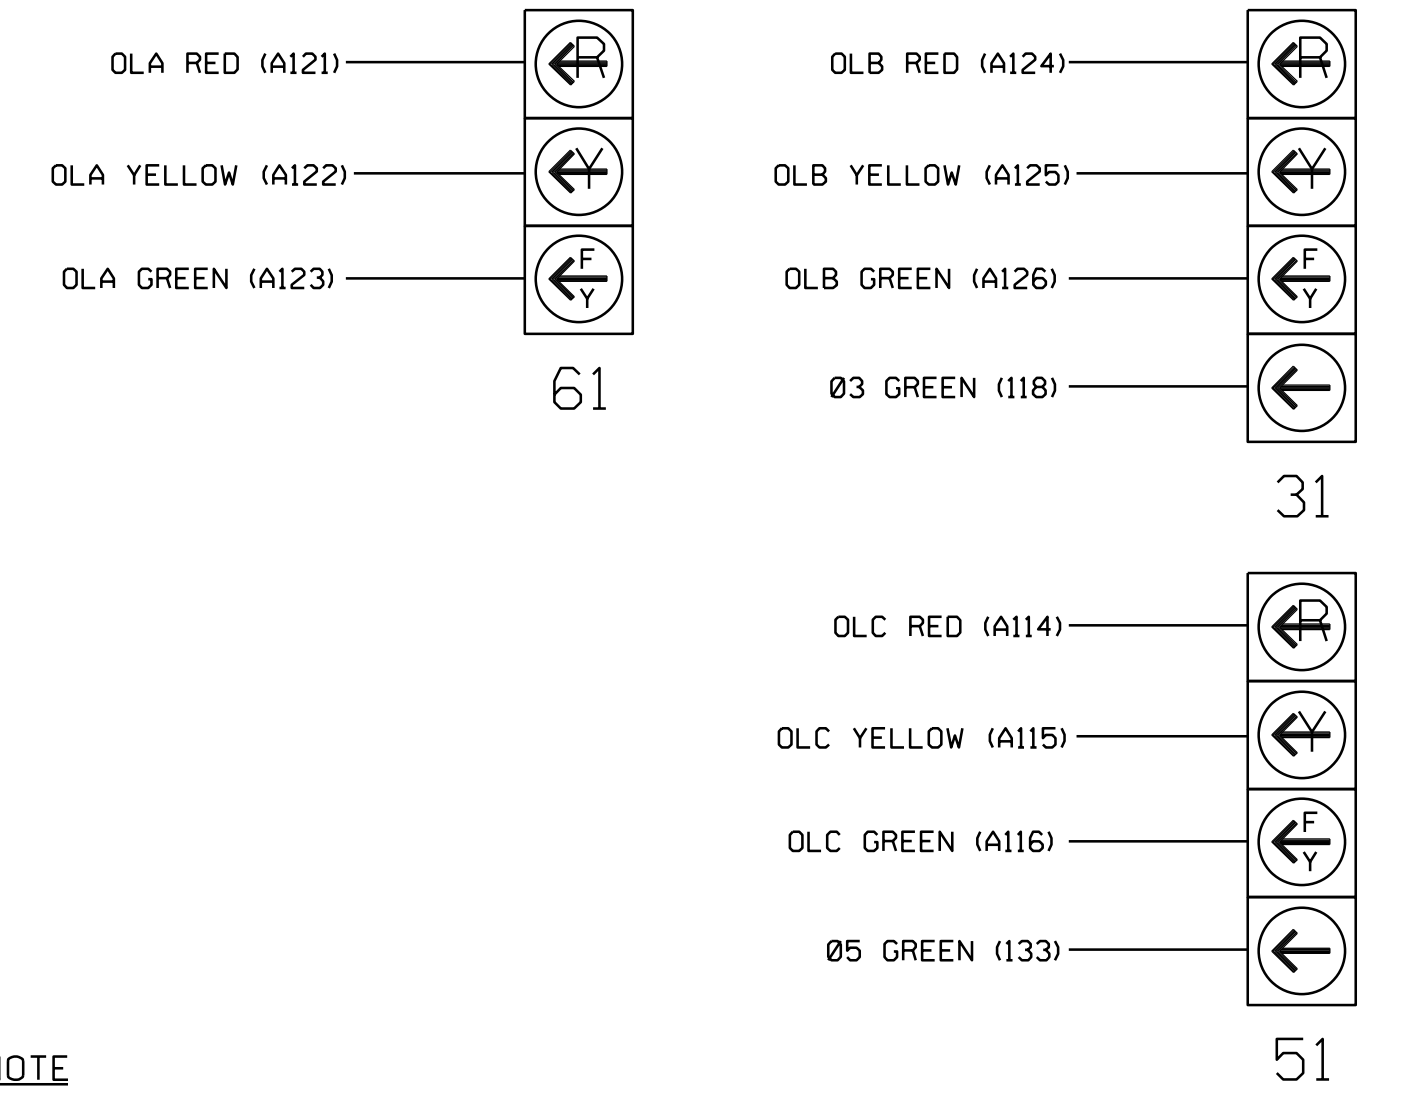 OLA RED (A121)
R
OLA YELLOW (A122)
Y
OLA GREEN (A123)
F
Y
61
OLB RED (A124)
R
OLB YELLOW (A125)
Y
OLB GREEN (A126)
F
Y
Ø3 GREEN (118)
31
OLC RED (A114)
R
OLC YELLOW (A115)
Y
OLC GREEN (A116)
F
Y
Ø5 GREEN (133)
51